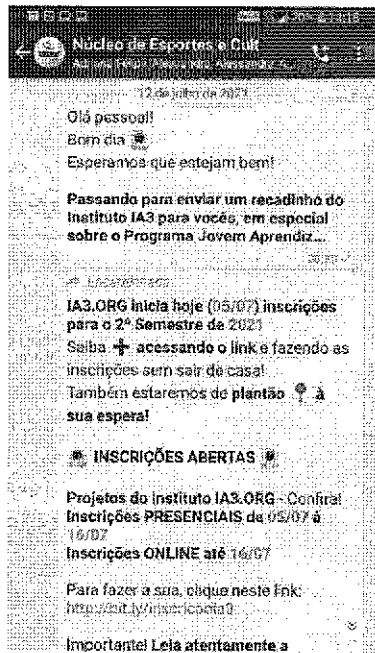 13:18
Núcleo de Esportes e Cult
12 de julho de 2021
Olá pessoal!
Bom dia
Esperamos que estejam bem!
Passando para enviar um recadinho do
Instituto IA3 para vocês, em especial
sobre o Programa Jovem Aprendiz...
IA3.ORG inicia hoje (05/07) inscrições
para o 2º Semestre de 2021
Saiba ➕ acessando o link e fazendo as
inscrições sem sair de casa!
Também estaremos de plantão 📍 à
sua espera!
INSCRIÇÕES ABERTAS
Projetos do Instituto IA3.ORG - Confira!
Inscrições PRESENCIAIS de 05/07 à
16/07
Inscrições ONLINE até 16/07
Para fazer a sua, clique neste link:
Importante! Leia atentamente a